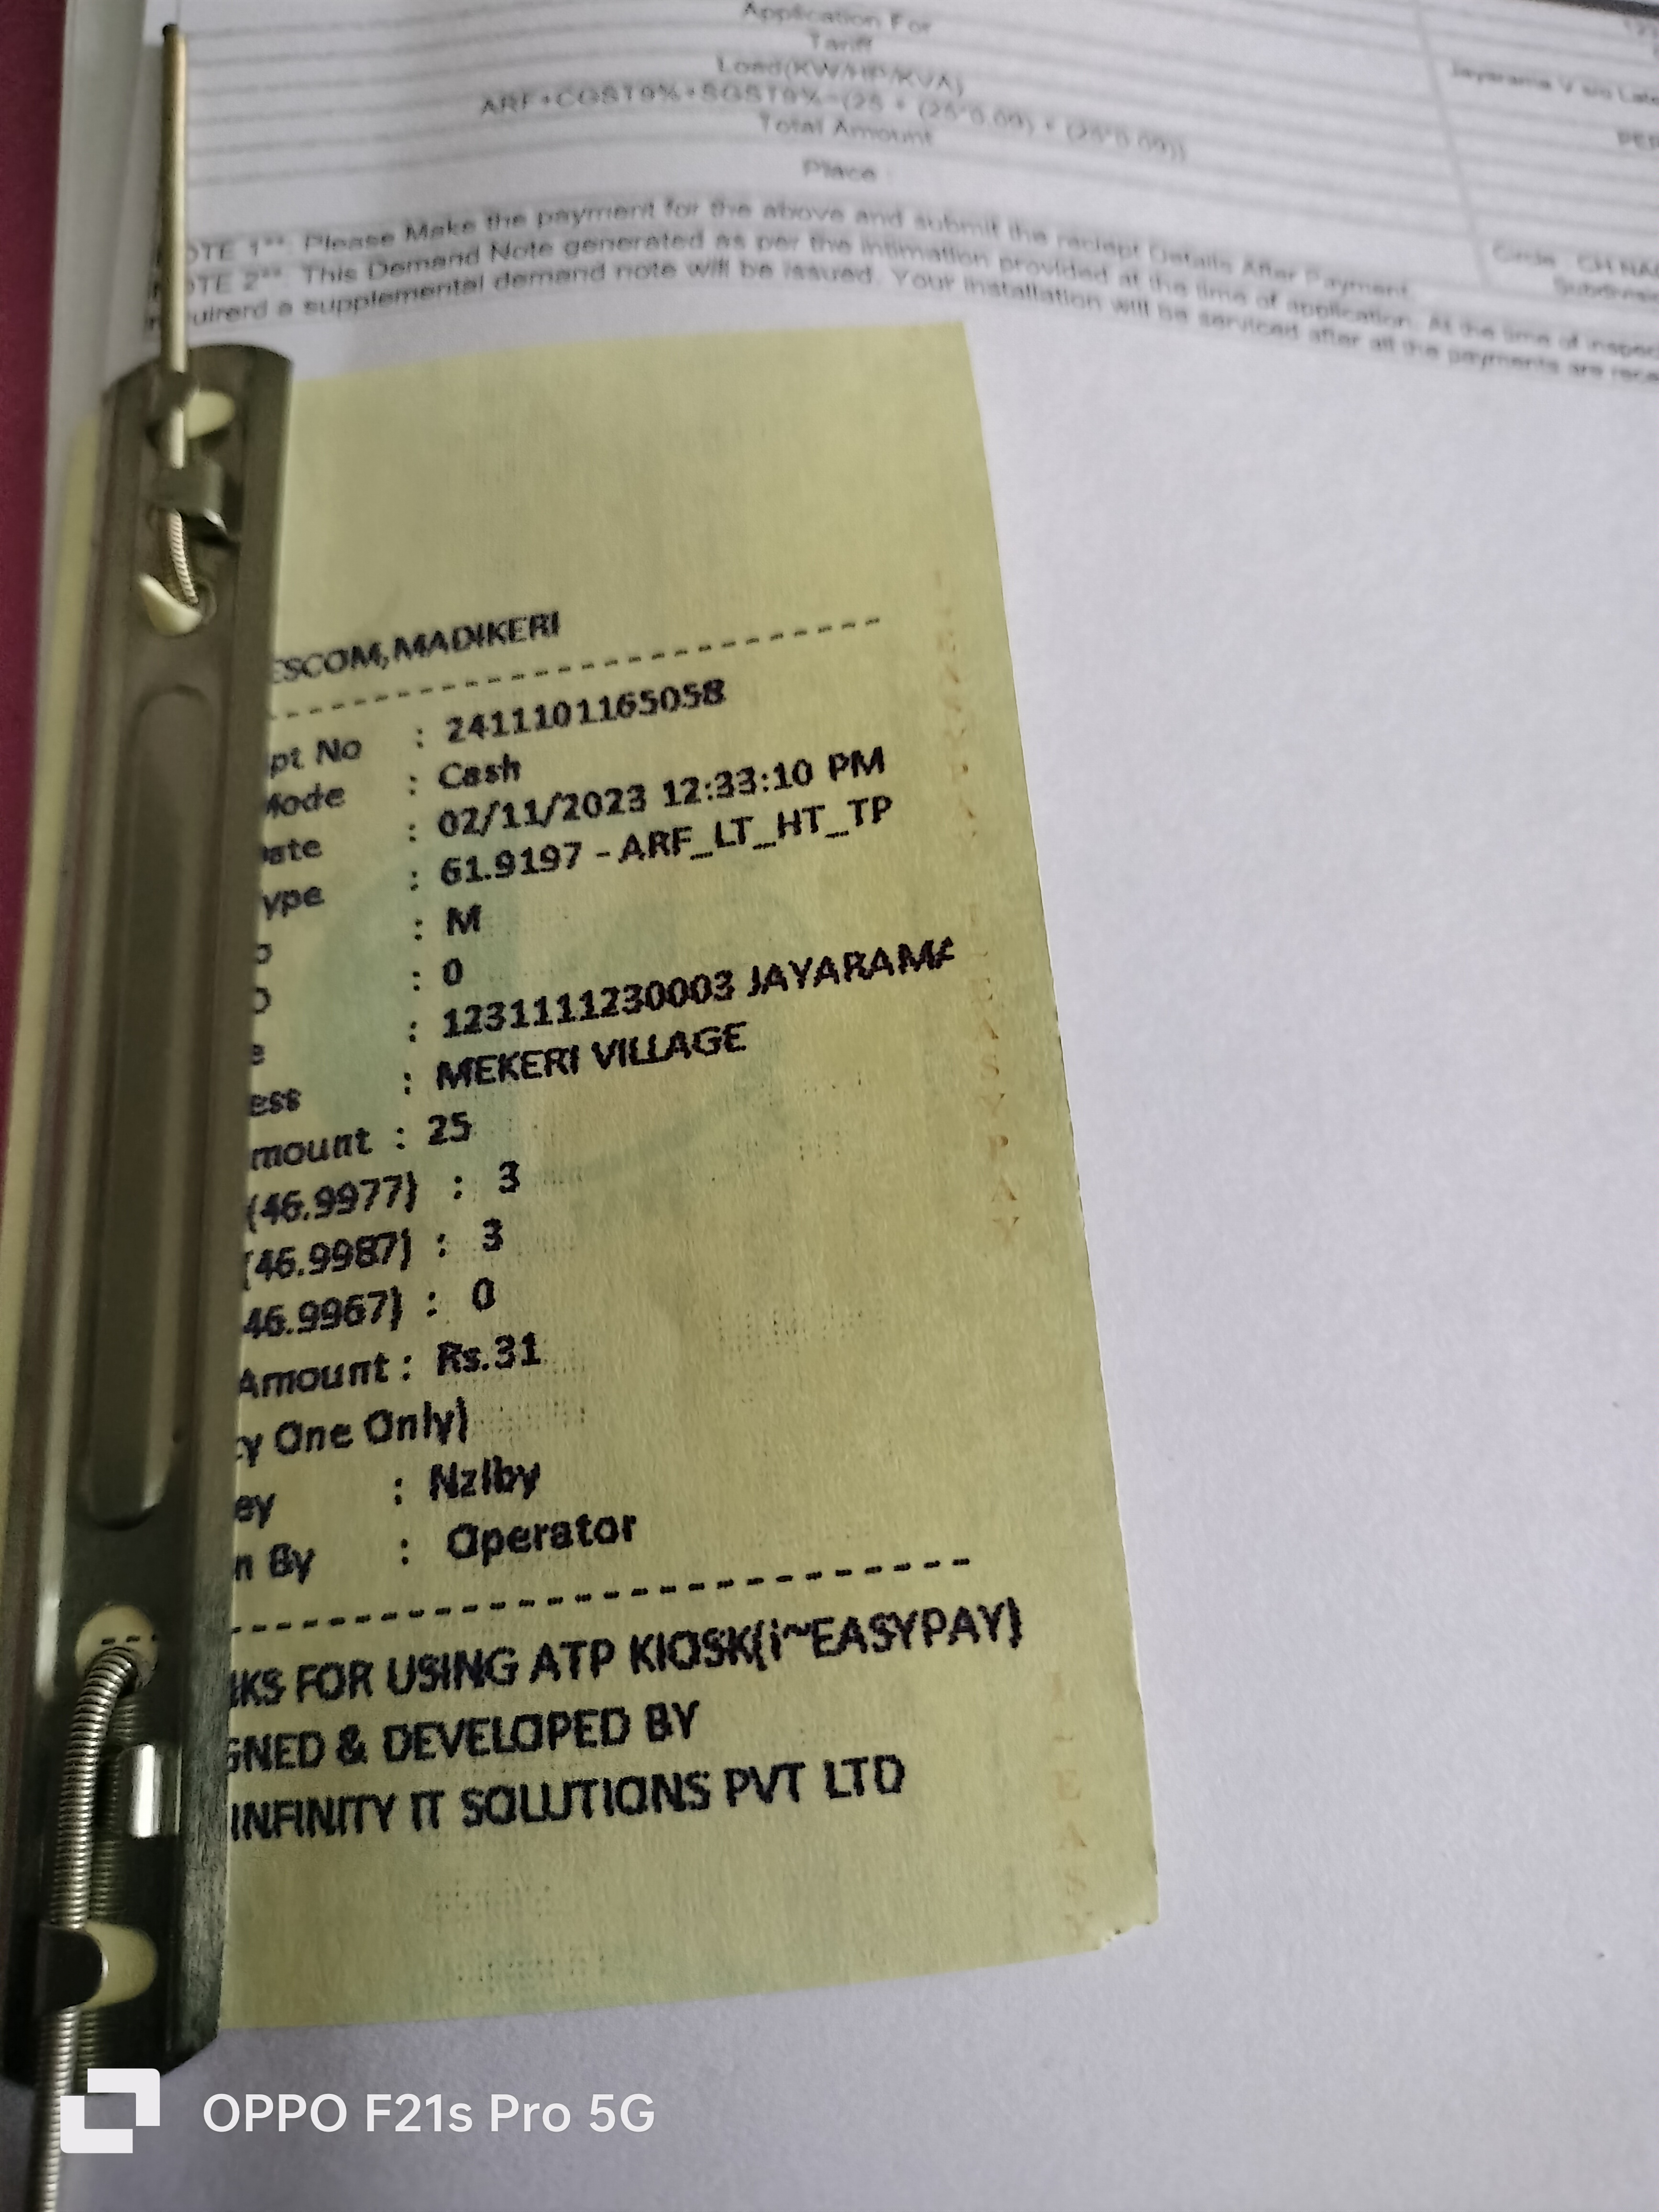 Application For
Tariff
Load(KW/HP/KVA)
ARF+CGST9%+SGST9%=(25 + (25*0.09) + (25*0.09))
Total Amount
Place
Jayarama V s/o Late
OTE 1**: Please Make the payment for the above and submit the reciept Details After Payment.
OTE 2**: This Demand Note generated as per the intimation provided at the time of application. At the time of inspec
uirerd a supplemental demand note will be issued. Your installation will be serviced after all the payments are rece
ESCOM,MADIKERI
pt No : 2411101165058
Mode : Cash
ate : 02/11/2023 12:33:10 PM
ype : 61.9197 - ARF_LT_HT_TP
o : M
D : 0
e : 1231111230003 JAYARAMA
ess : MEKERI VILLAGE
mount : 25
(46.9977) : 3
(46.9987) : 3
46.9967) : 0
Amount : Rs.31
ty One Only)
ey : Nzlby
n By : Operator
NKS FOR USING ATP KIOSK(i~EASYPAY)
GNED & DEVELOPED BY
INFINITY IT SOLUTIONS PVT LTD
OPPO F21s Pro 5G